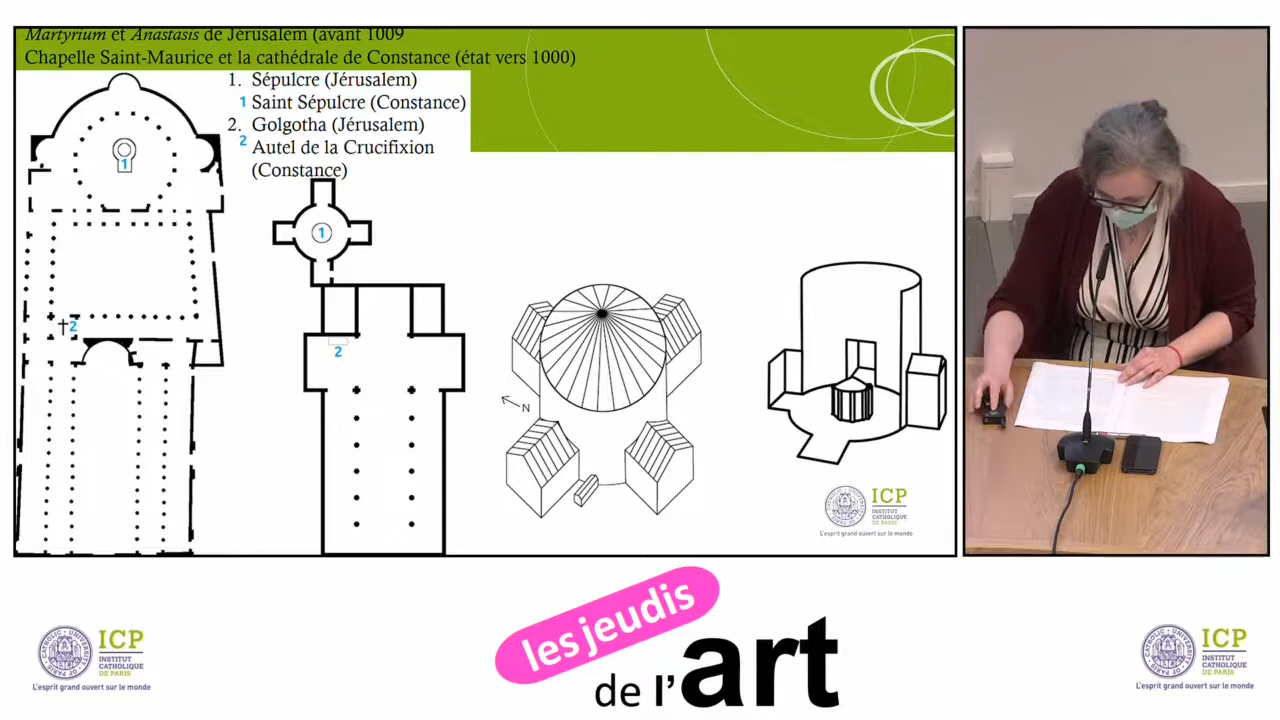 Martyrium et Anastasis de Jérusalem (avant 1009
Chapelle Saint-Maurice et la cathédrale de Constance (état vers 1000)
1. Sépulcre (Jérusalem)
1 Saint Sépulcre (Constance)
2. Golgotha (Jérusalem)
2 Autel de la Crucifixion
(Constance)
1
1
2
2
N
ICP
INSTITUT
CATHOLIQUE
DE PARIS
L'esprit grand ouvert sur le monde
les jeudis
de l'art
ICP
INSTITUT
CATHOLIQUE
DE PARIS
L'esprit grand ouvert sur le monde
ICP
INSTITUT
CATHOLIQUE
DE PARIS
L'esprit grand ouvert sur le monde